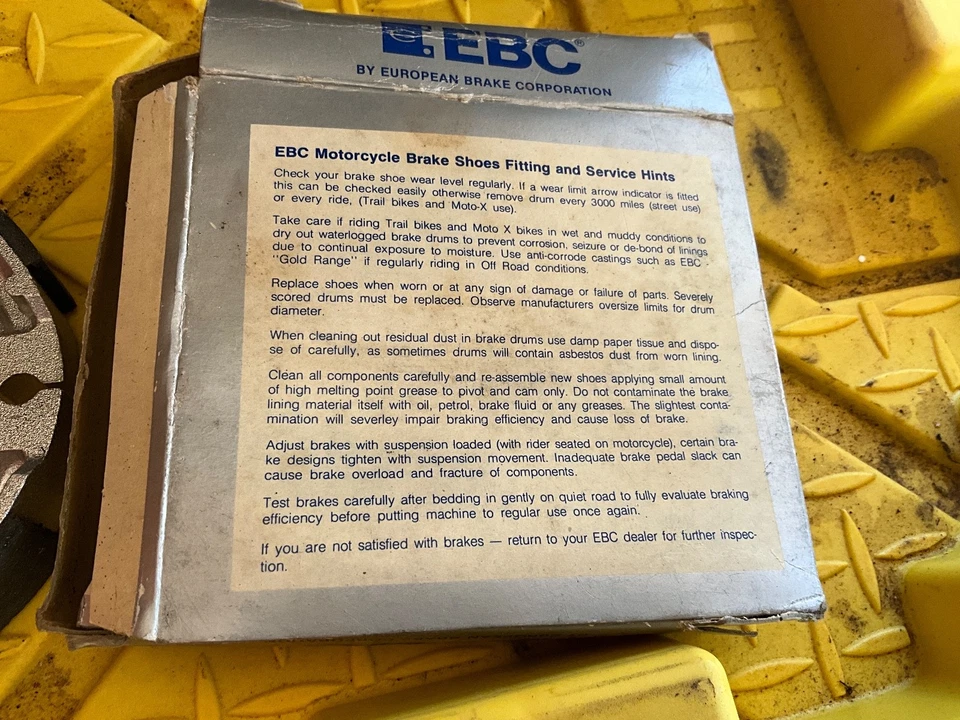 EBC®
BY EUROPEAN BRAKE CORPORATION
EBC Motorcycle Brake Shoes Fitting and Service Hints
Check your brake shoe wear level regularly. If a wear limit arrow indicator is fitted
this can be checked easily otherwise remove drum every 3000 miles (street use)
or every ride, (Trail bikes and Moto-X use).
Take care if riding Trail bikes and Moto X bikes in wet and muddy conditions to
dry out waterlogged brake drums to prevent corrosion, seizure or de-bond of linings
due to continual exposure to moisture. Use anti-corrode castings such as EBC
"Gold Range" if regularly riding in Off Road conditions.
Replace shoes when worn or at any sign of damage or failure of parts. Severely
scored drums must be replaced. Observe manufacturers oversize limits for drum
diameter.
When cleaning out residual dust in brake drums use damp paper tissue and dispo-
se of carefully, as sometimes drums will contain asbestos dust from worn lining.
Clean all components carefully and re-assemble new shoes applying small amount
of high melting point grease to pivot and cam only. Do not contaminate the brake
lining material itself with oil, petrol, brake fluid or any greases. The slightest conta-
mination will severley impair braking efficiency and cause loss of brake.
Adjust brakes with suspension loaded (with rider seated on motorcycle), certain bra-
ke designs tighten with suspension movement. Inadequate brake pedal slack can
cause brake overload and fracture of components.
Test brakes carefully after bedding in gently on quiet road to fully evaluate braking
efficiency before putting machine to regular use once again.
If you are not satisfied with brakes — return to your EBC dealer for further inspec-
tion.